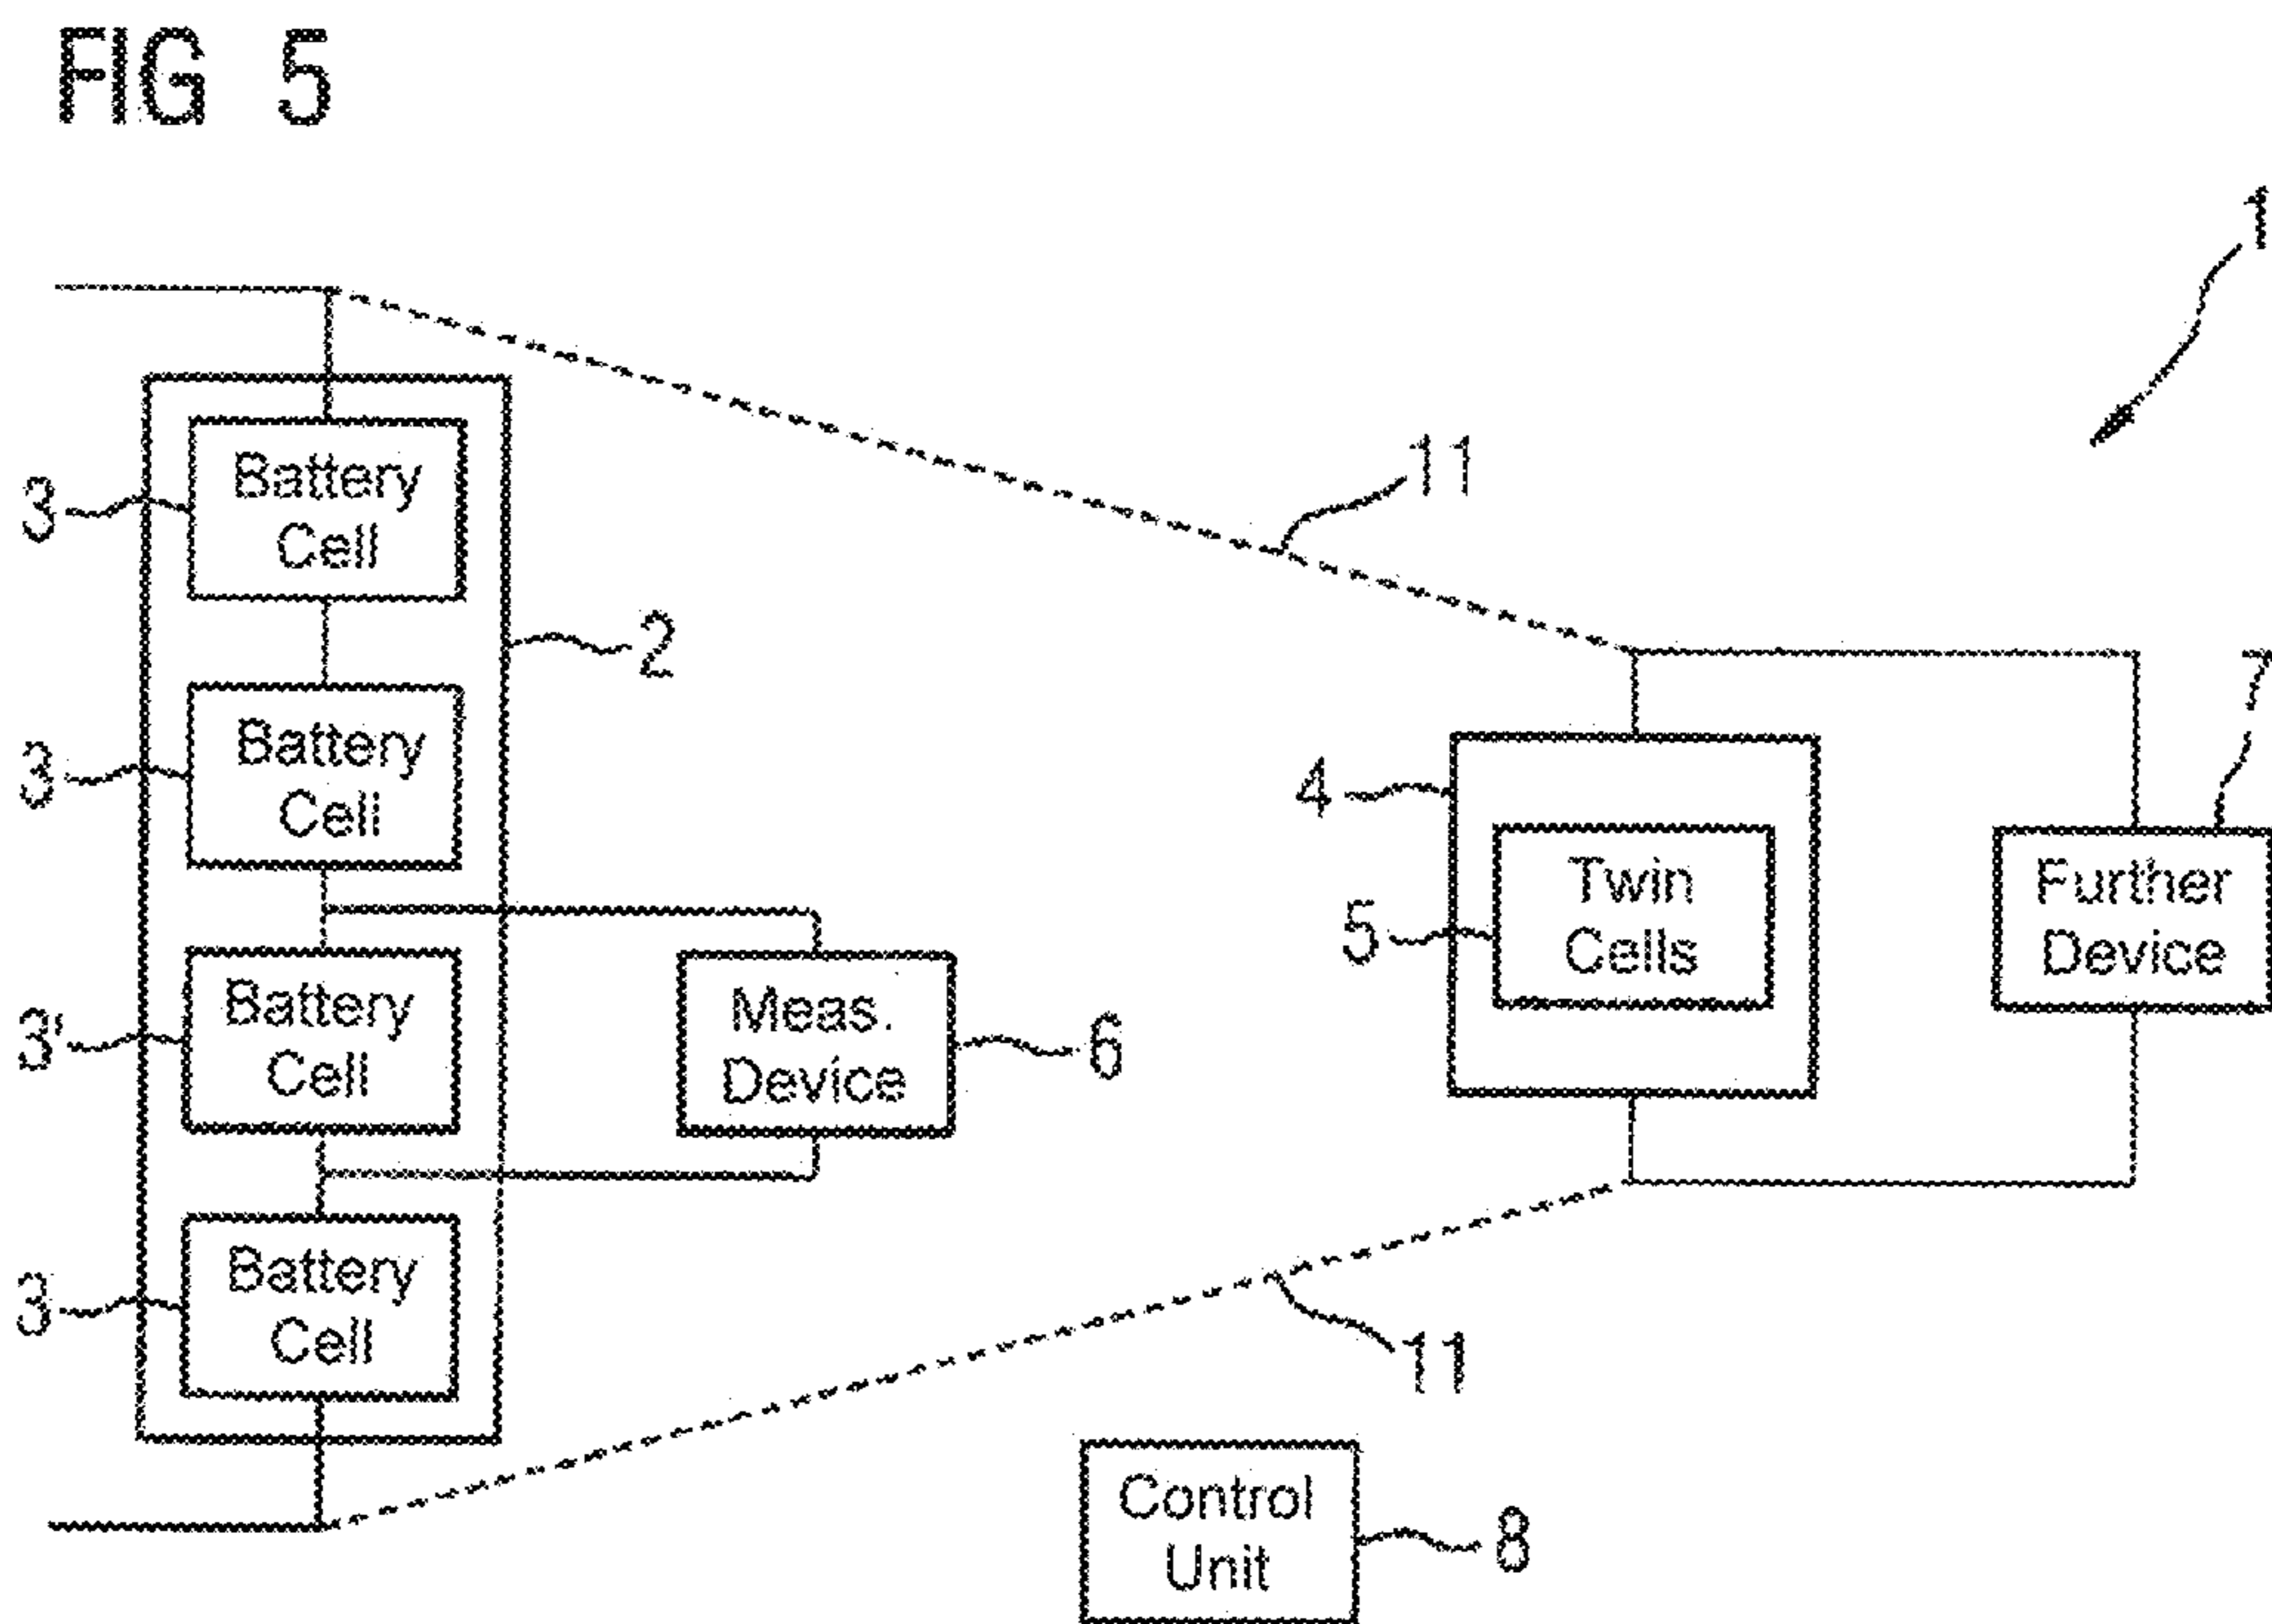 FIG 5
1
11
3
Battery
Cell
2
3
Battery
Cell
7
4
5
Twin
Cells
Further
Device
3'
Battery
Cell
Meas.
Device
6
3
Battery
Cell
11
Control
Unit
8